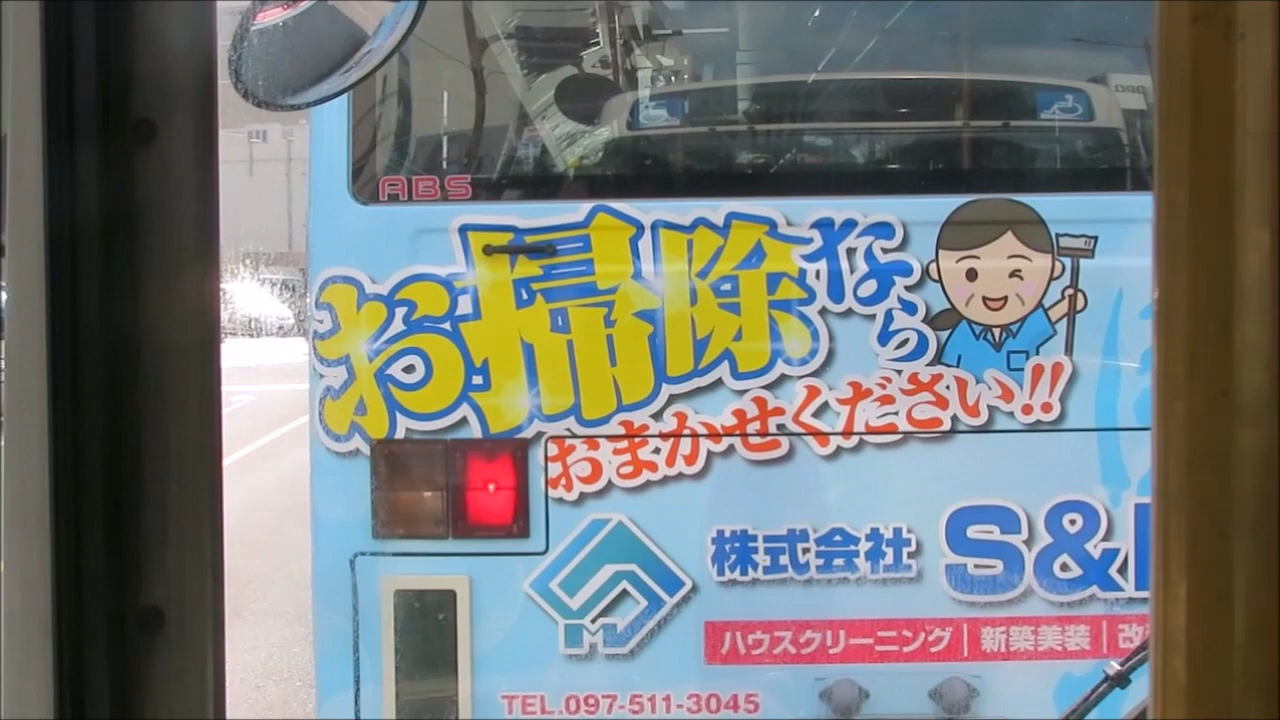 ABS
お掃除なら
おまかせください!!
株式会社 S&
ハウスクリーニング | 新築美装 | 改
TEL.097-511-3045